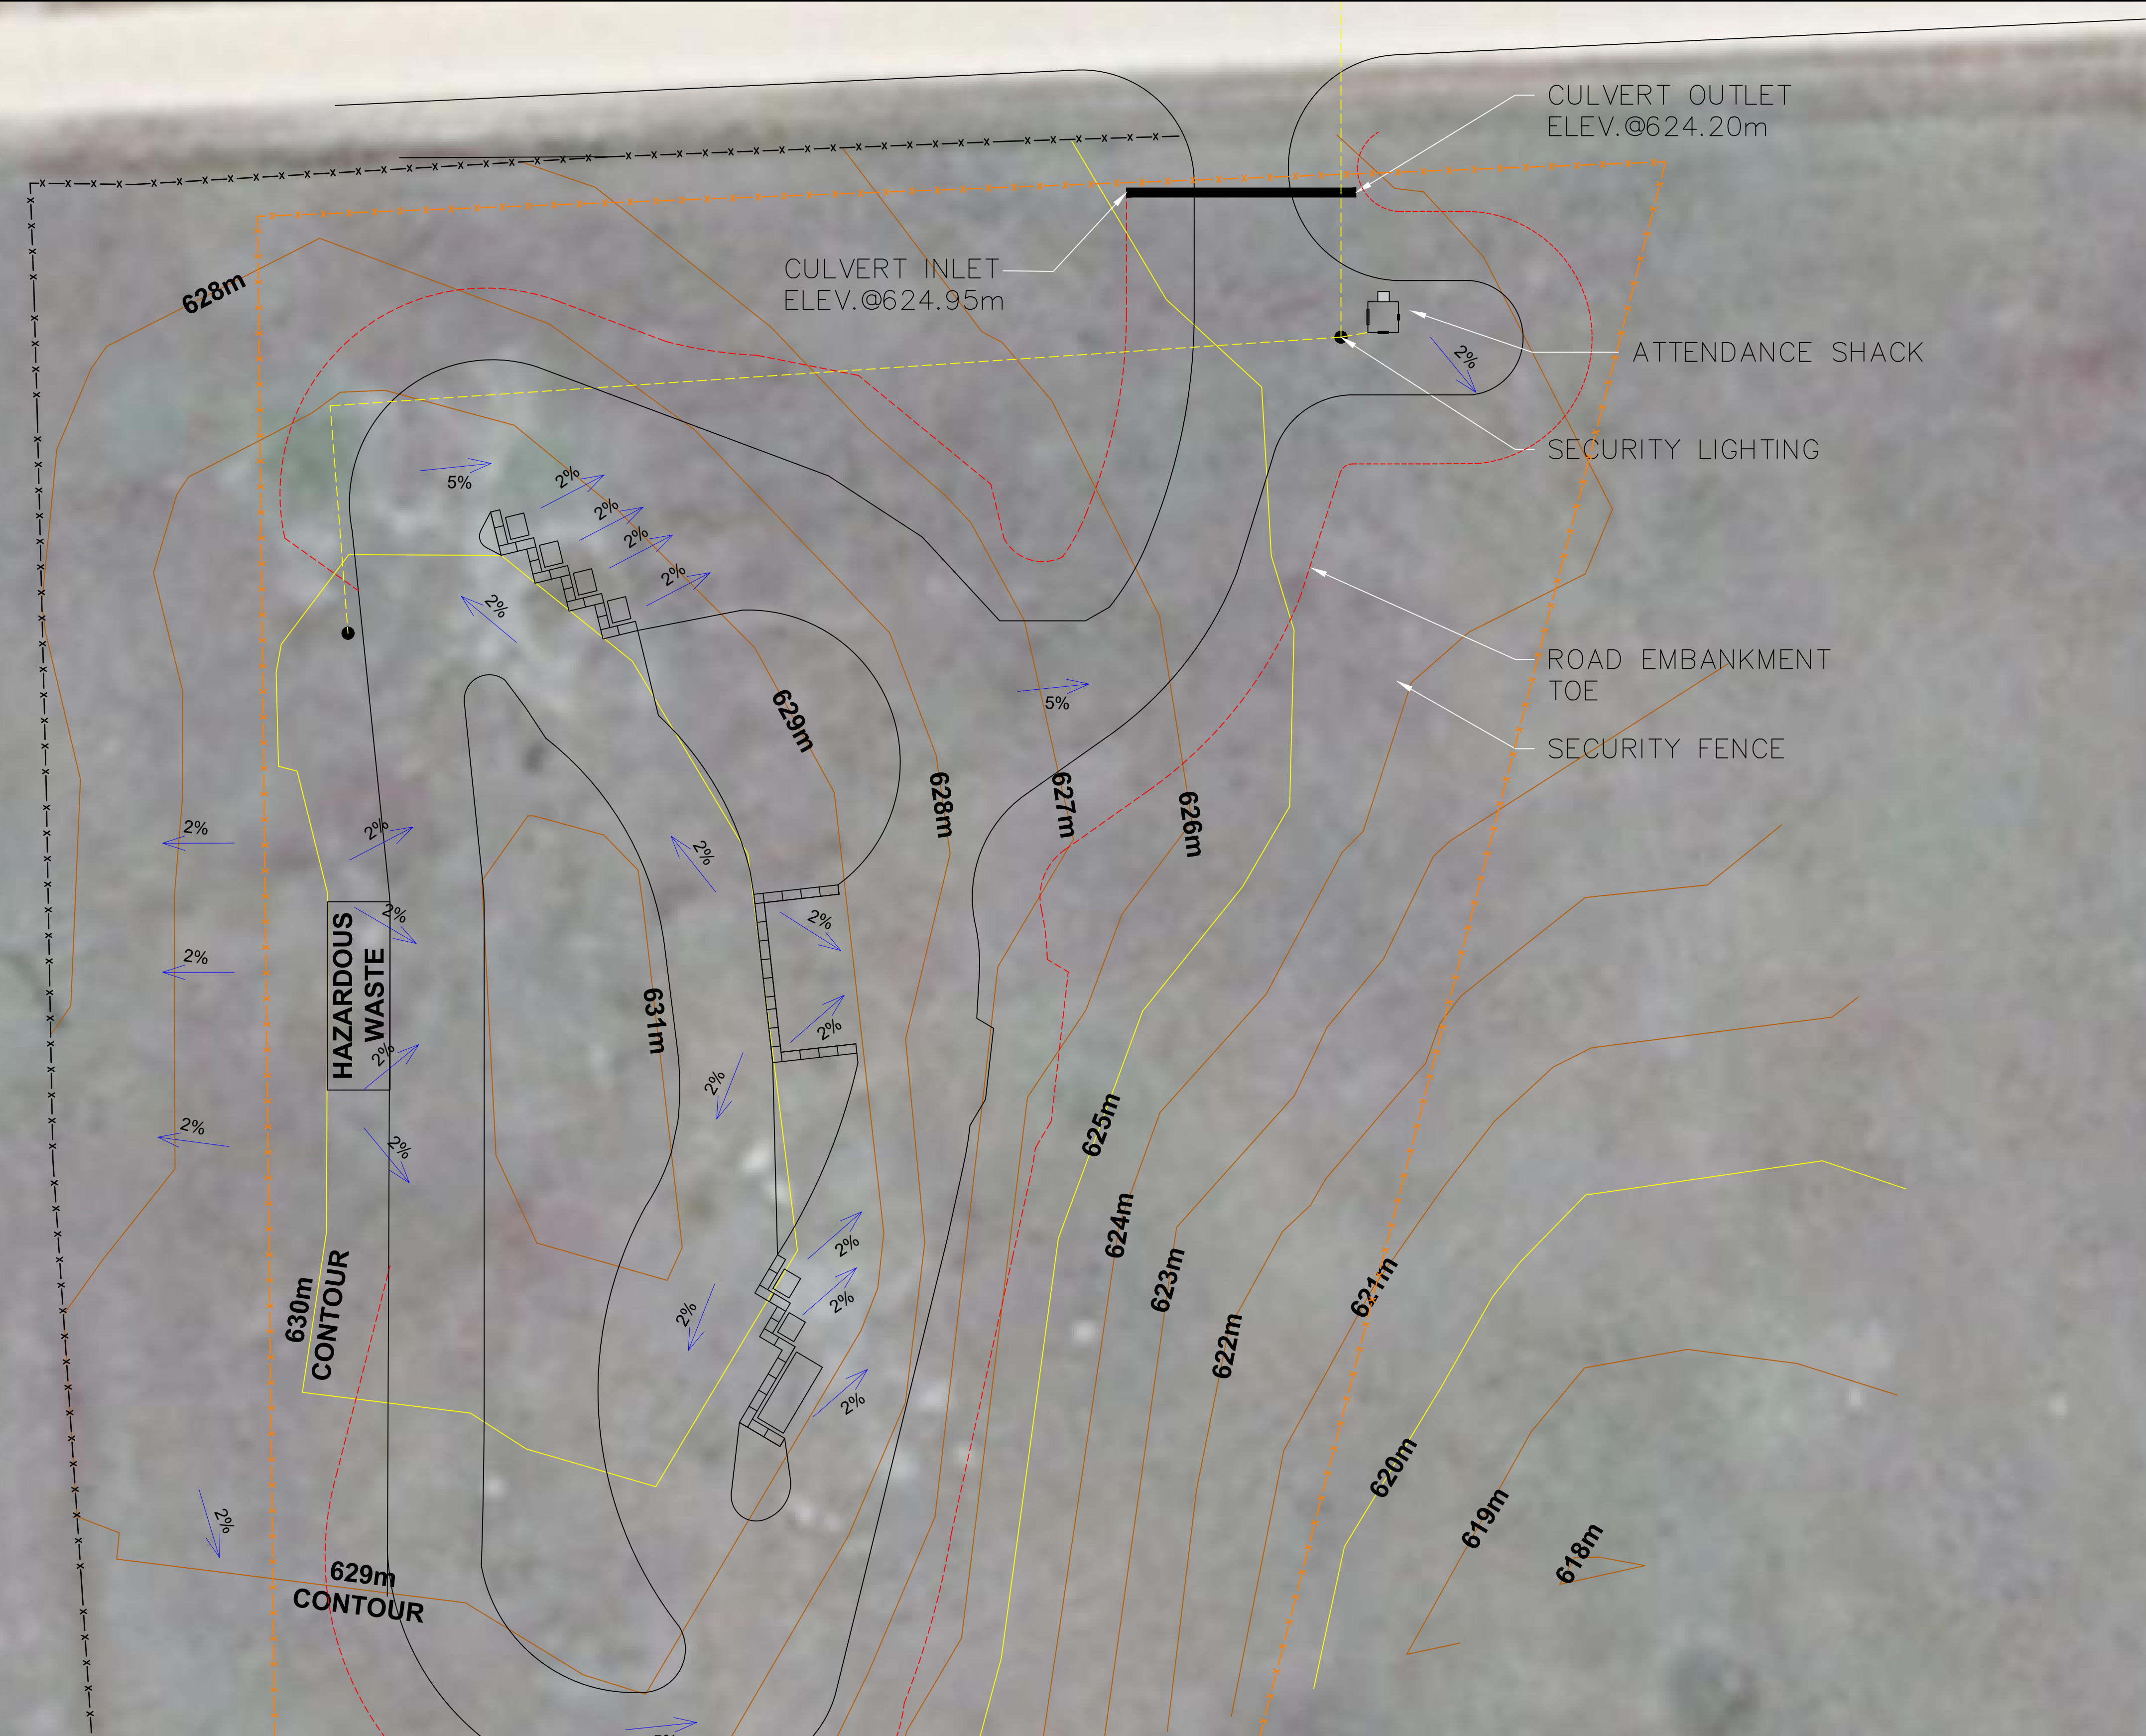 CULVERT OUTLET
ELEV.@624.20m
628m
CULVERT INLET
ELEV.@624.95m
ATTENDANCE SHACK
2%
SECURITY LIGHTING
5%
2%
2%
2%
2%
2%
ROAD EMBANKMENT
TOE
5%
629m
SECURITY FENCE
628m
627m
626m
2%
2%
2%
2%
2%
HAZARDOUS
WASTE
2%
631m
2%
2%
2%
2%
2%
2%
625m
624m
2%
630m
CONTOUR
623m
621m
2%
2%
622m
2%
620m
2%
619m
618m
629m
CONTOUR